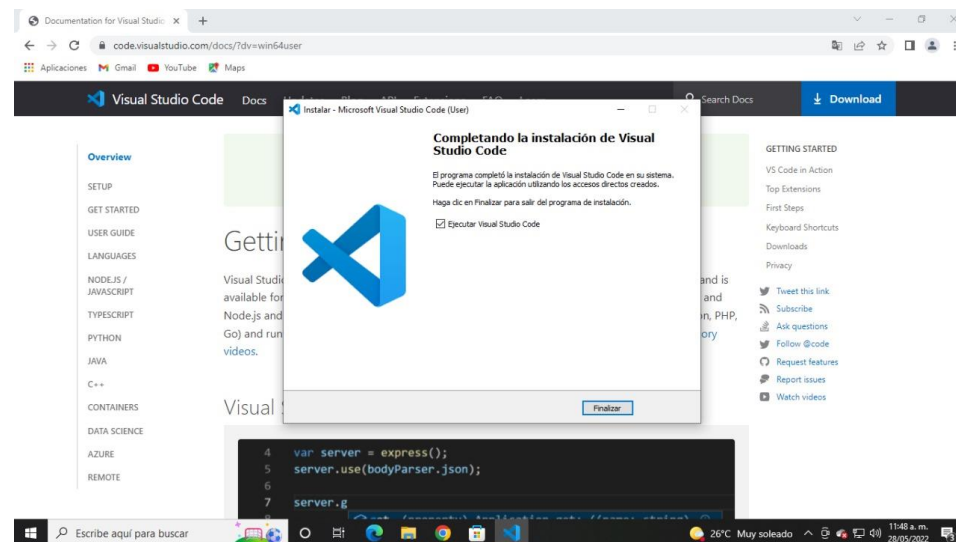 Documentation for Visual Studio
code.visualstudio.com/docs/?dv=win64user
Aplicaciones Gmail YouTube Maps
Visual Studio Code Docs Search Docs Download
Instalar - Microsoft Visual Studio Code (User)
Completando la instalación de Visual
Studio Code
El programa completó la instalación de Visual Studio Code en su sistema.
Puede ejecutar la aplicación utilizando los accesos directos creados.
Haga clic en Finalizar para salir del programa de instalación.
Ejecutar Visual Studio Code
Finalizar
Overview
SETUP
GET STARTED
USER GUIDE
LANGUAGES
NODE.JS /
JAVASCRIPT
TYPESCRIPT
PYTHON
JAVA
C++
CONTAINERS
DATA SCIENCE
AZURE
REMOTE
Visual and is
available for and
Node.js and PHP,
Go) and run
videos.
Visual
4 var server = express();
5 server.use(bodyParser.json);
6
7 server.g
GETTING STARTED
VS Code in Action
Top Extensions
First Steps
Keyboard Shortcuts
Downloads
Privacy
Tweet this link
Subscribe
Ask questions
Follow @code
Request features
Report issues
Watch videos
Escribe aquí para buscar
26°C Muy soleado
11:48 a. m.
28/05/2022